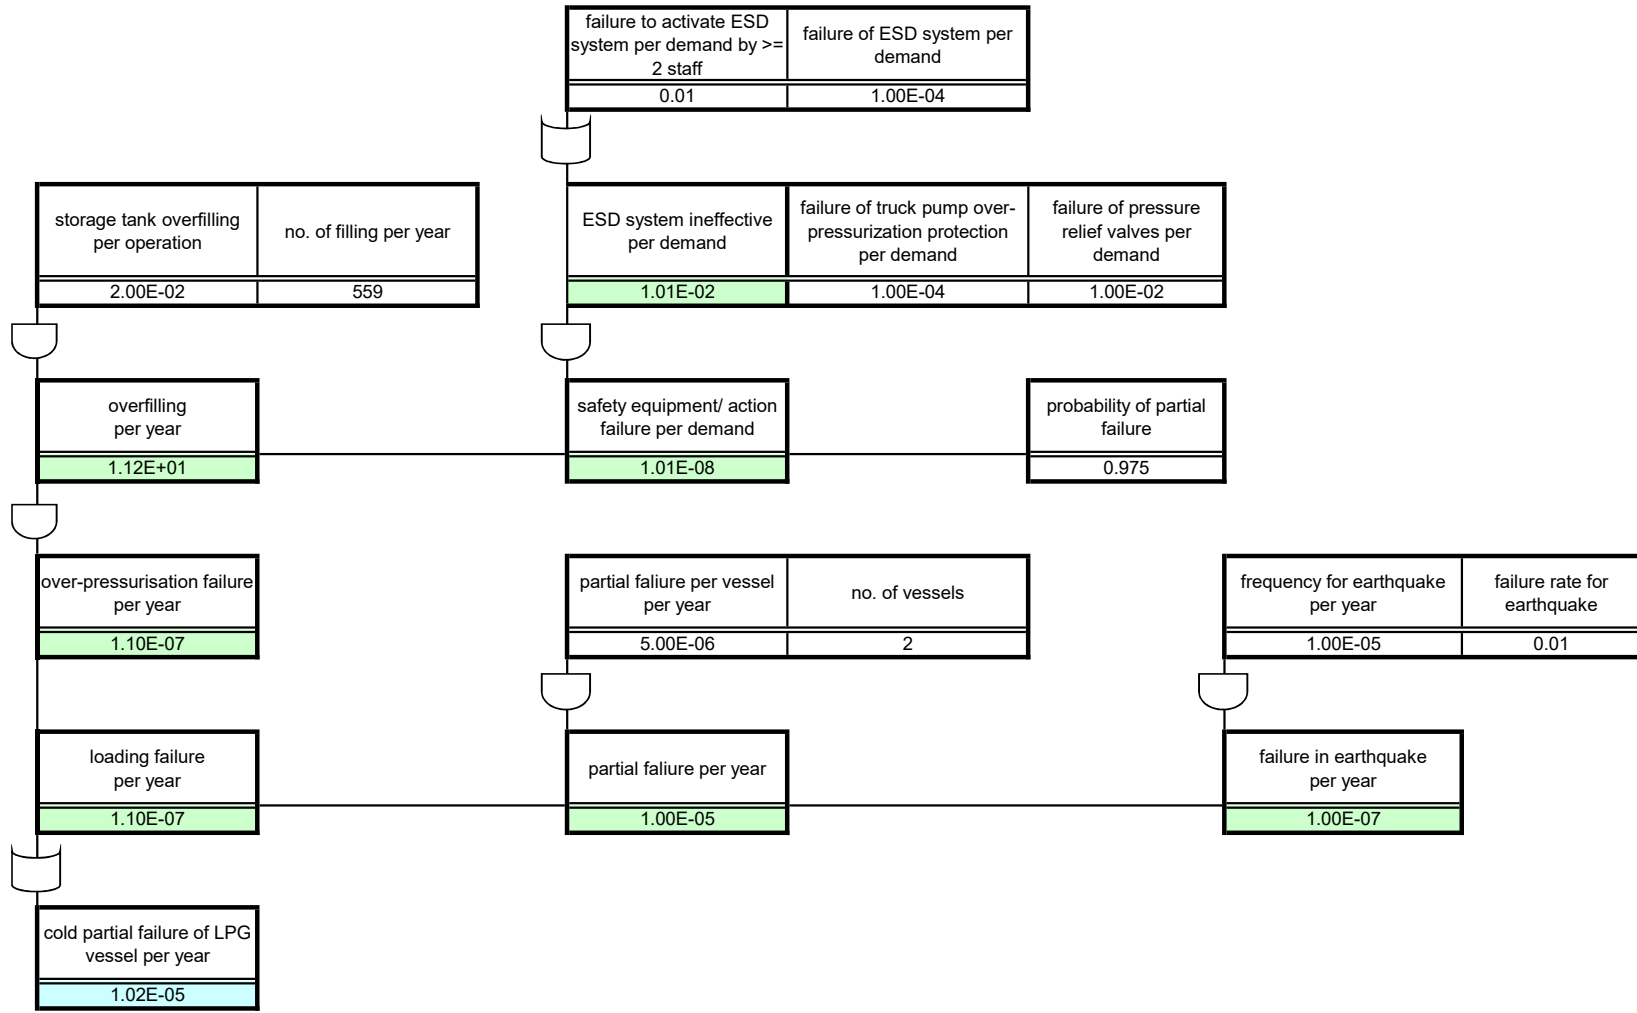 failure to activate ESD
system per demand by >=
2 staff
failure of ESD system per
demand
0.01
1.00E-04
storage tank overfilling
per operation
no. of filling per year
2.00E-02
559
ESD system ineffective
per demand
failure of truck pump over-
pressurization protection
per demand
failure of pressure
relief valves per
demand
1.01E-02
1.00E-04
1.00E-02
overfilling
per year
1.12E+01
safety equipment/ action
failure per demand
1.01E-08
probability of partial
failure
0.975
over-pressurisation failure
per year
1.10E-07
partial faliure per vessel
per year
no. of vessels
5.00E-06
2
frequency for earthquake
per year
failure rate for
earthquake
1.00E-05
0.01
loading failure
per year
1.10E-07
partial faliure per year
1.00E-05
failure in earthquake
per year
1.00E-07
cold partial failure of LPG
vessel per year
1.02E-05